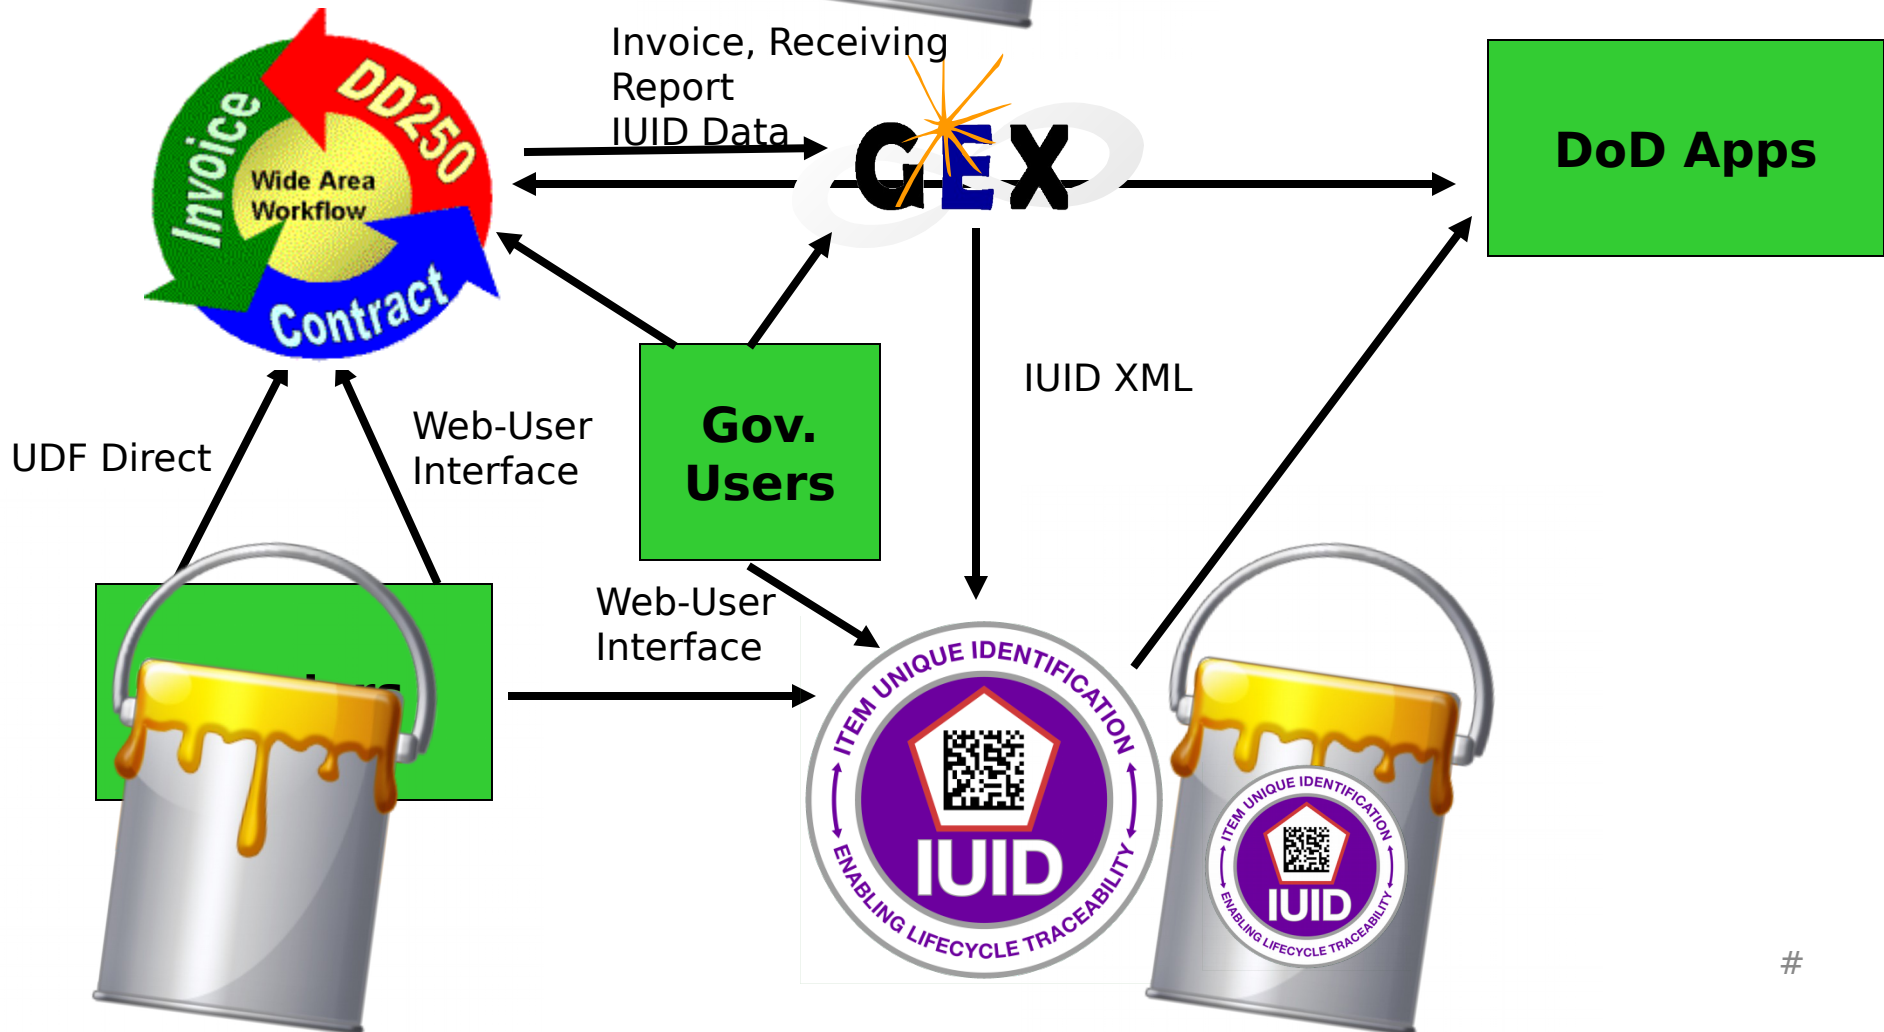 Invoice, Receiving
Report
IUID Data
DD250
Invoice
Wide Area
Workflow
Contract
GEX
DoD Apps
UDF Direct
Web-User
Interface
Gov.
Users
IUID XML
Web-User
Interface
ITEM UNIQUE IDENTIFICATION
IUID
ENABLING LIFECYCLE TRACEABILITY
ITEM UNIQUE IDENTIFICATION
IUID
ENABLING LIFECYCLE TRACEABILITY
#